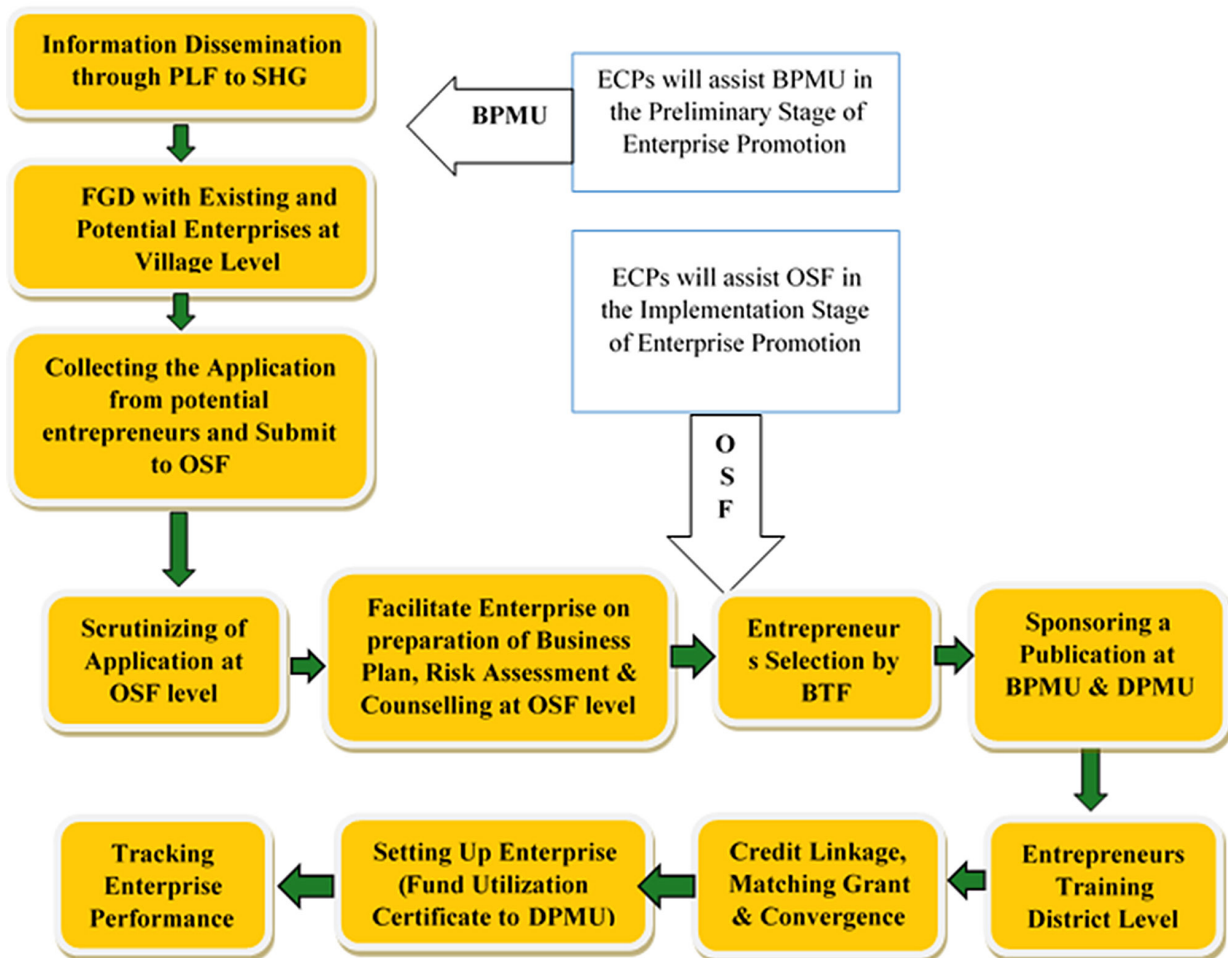 Information Dissemination
through PLF to SHG
BPMU
ECPs will assist BPMU in
the Preliminary Stage of
Enterprise Promotion
FGD with Existing and
Potential Enterprises at
Village Level
ECPs will assist OSF in
the Implementation Stage
of Enterprise Promotion
Collecting the Application
from potential
entrepreneurs and Submit
to OSF
O
S
F
Scrutinizing of
Application at
OSF level
Facilitate Enterprise on
preparation of Business
Plan, Risk Assessment &
Counselling at OSF level
Entrepreneur
s Selection by
BTF
Sponsoring a
Publication at
BPMU & DPMU
Entrepreneurs
Training
District Level
Credit Linkage,
Matching Grant
& Convergence
Setting Up Enterprise
(Fund Utilization
Certificate to DPMU)
Tracking
Enterprise
Performance